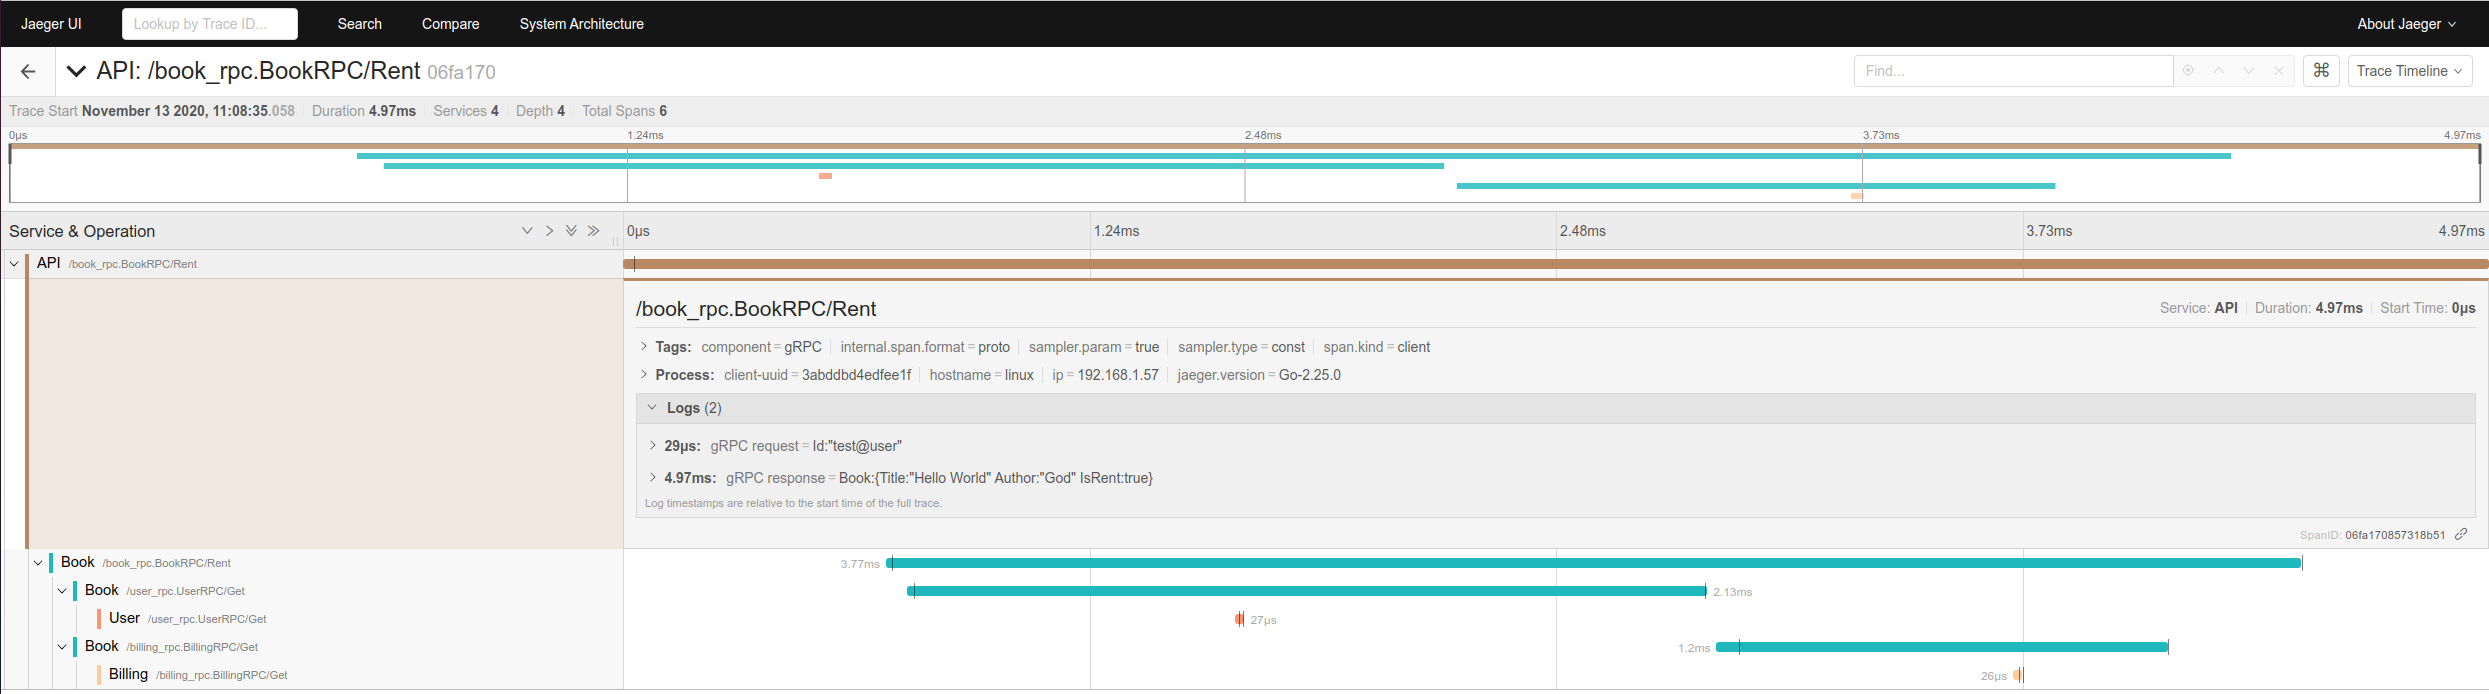 Jaeger UI Lookup by Trace ID... Search Compare System Architecture About Jaeger
API: /book_rpc.BookRPC/Rent 06fa170 Find... ⌘ Trace Timeline
Trace Start November 13 2020, 11:08:35.058 Duration 4.97ms Services 4 Depth 4 Total Spans 6
0μs 1.24ms 2.48ms 3.73ms 4.97ms
Service & Operation 0μs 1.24ms 2.48ms 3.73ms 4.97ms
API /book_rpc.BookRPC/Rent
/book_rpc.BookRPC/Rent Service: API Duration: 4.97ms Start Time: 0μs
Tags: component = gRPC internal.span.format = proto sampler.param = true sampler.type = const span.kind = client
Process: client-uuid = 3abddbd4edfee1f hostname = linux ip = 192.168.1.57 jaeger.version = Go-2.25.0
Logs (2)
29μs: gRPC request = Id:"test@user"
4.97ms: gRPC response = Book:{Title:"Hello World" Author:"God" IsRent:true}
Log timestamps are relative to the start time of the full trace.
SpanID: 06fa170857318b51
Book /book_rpc.BookRPC/Rent 3.77ms
Book /user_rpc.UserRPC/Get 2.13ms
User /user_rpc.UserRPC/Get 27μs
Book /billing_rpc.BillingRPC/Get 1.2ms
Billing /billing_rpc.BillingRPC/Get 26μs